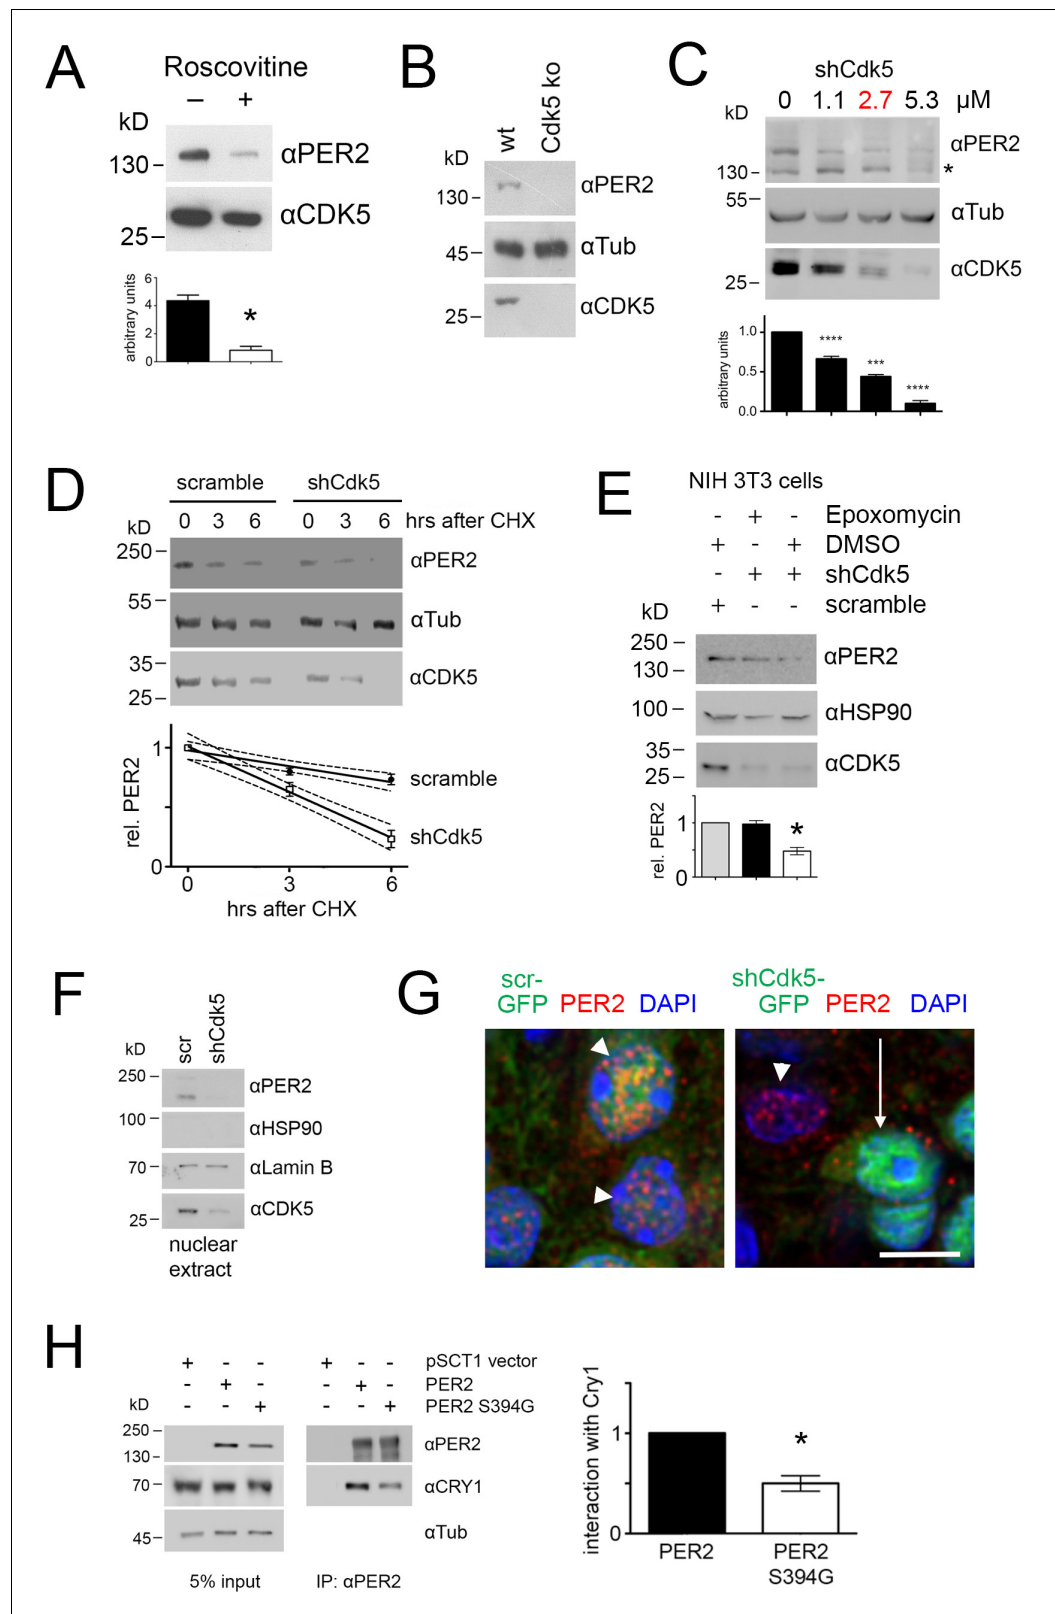 A
Roscovitine
– +
kD
130 – αPER2
25 – αCDK5
arbitrary units
6
4
2
0
*
B
wt
Cdk5 ko
kD
130 – αPER2
45 – αTub
25 – αCDK5
C
shCdk5
kD 0 1.1 2.7 5.3 µM
αPER2
130 – *
55 –
αTub
αCDK5
25 –
arbitrary units
1.0
0.5
0.0
**** *** ****
D
scramble shCdk5
kD 0 3 6 0 3 6 hrs after CHX
250 – αPER2
55 –
αTub
35 –
αCDK5
25 –
rel. PER2
1
0
scramble
shCdk5
0 3 6
hrs after CHX
E
NIH 3T3 cells
- + - Epoxomycin
+ - + DMSO
- + + shCdk5
+ - - scramble
kD
250 –
αPER2
130 –
100 – αHSP90
35 –
αCDK5
25 –
rel. PER2
1
0
*
F
scr
shCdk5
kD
250 –
αPER2
100 –
αHSP90
70 – αLamin B
αCDK5
25 –
nuclear
extract
G
scr-
GFP PER2 DAPI
shCdk5-
GFP PER2 DAPI
H
+ - - + - - pSCT1 vector
- + - - + - PER2
- - + - - + PER2 S394G
kD
250 –
αPER2
130 –
70 – αCRY1
αTub
45 –
5% input IP: αPER2
interaction with Cry1
1
0
*
PER2 PER2
S394G